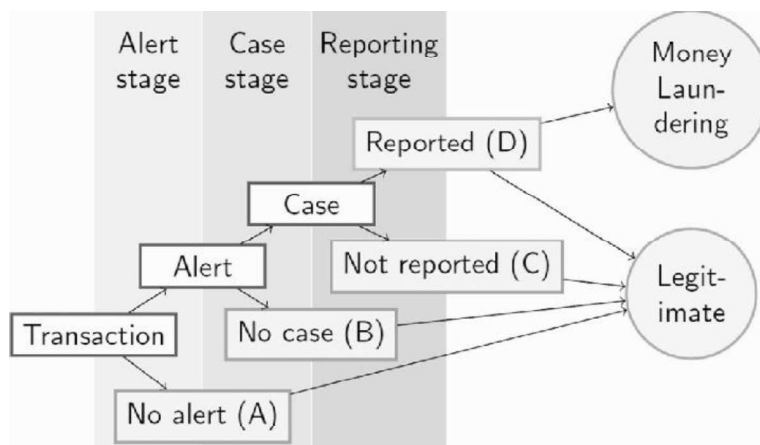 Alert
stage
Case
stage
Reporting
stage
Money
Laun-
dering
Reported (D)
Case
Not reported (C)
Alert
Legit-
imate
Transaction
No case (B)
No alert (A)